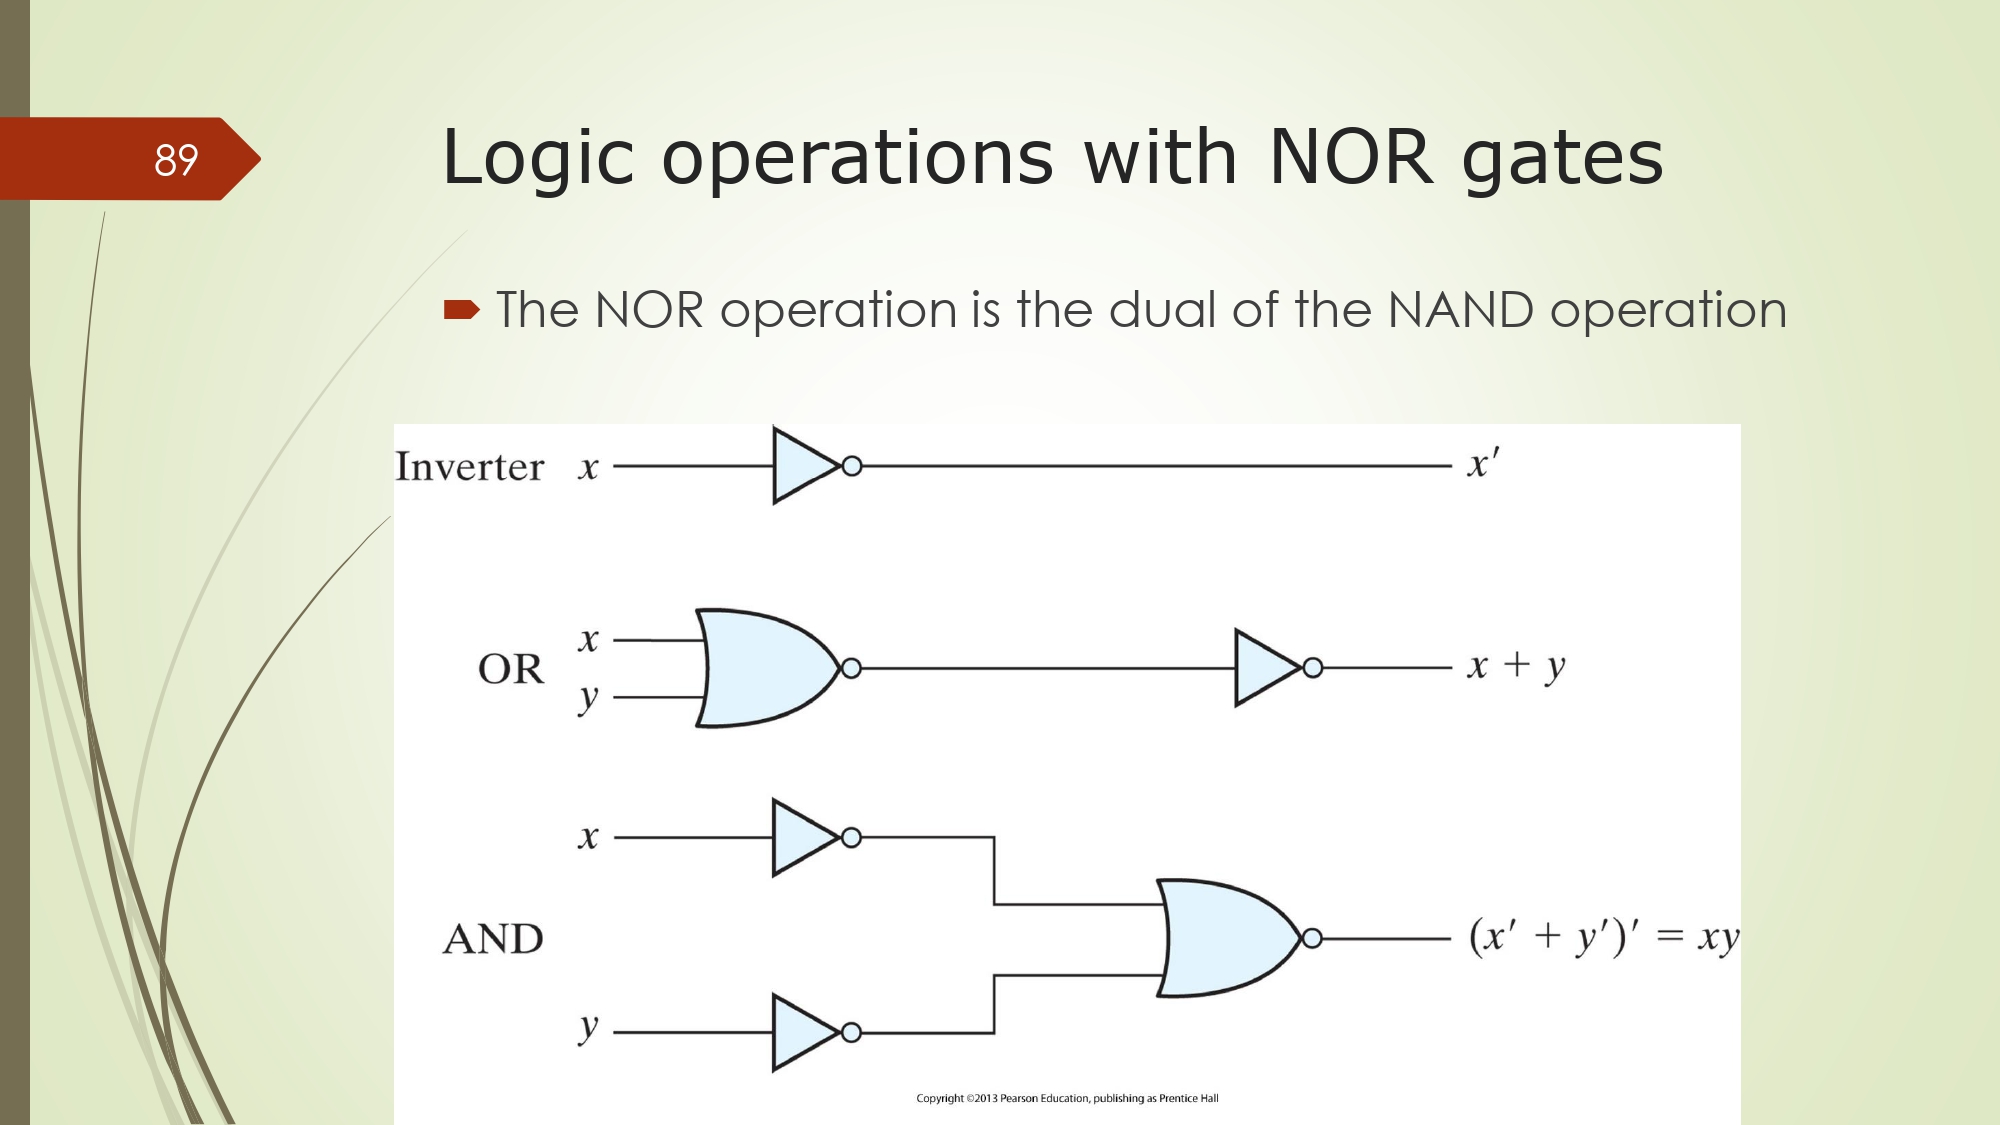 89
Logic operations with NOR gates
The NOR operation is the dual of the NAND operation
Inverter x x′
x
OR x + y
y
x
AND (x′ + y′)′ = xy
y
Copyright ©2013 Pearson Education, publishing as Prentice Hall